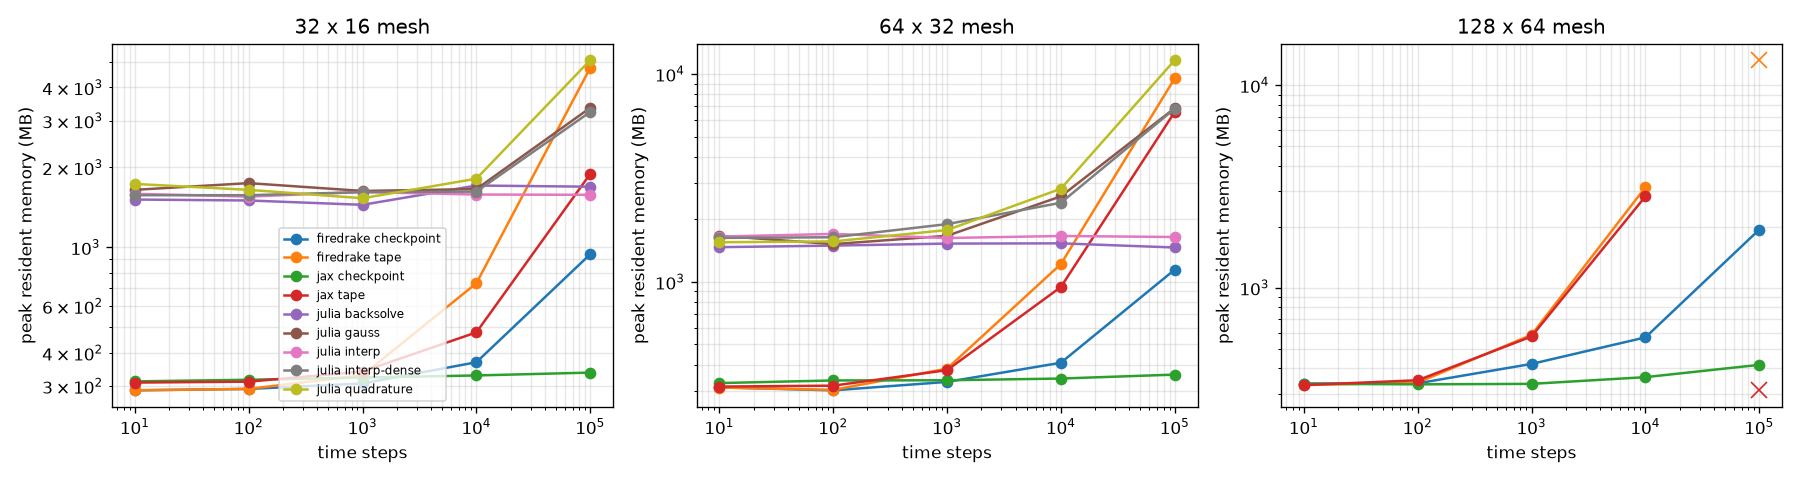 32 x 16 mesh
peak resident memory (MB)
4 × 10³
3 × 10³
2 × 10³
10³
6 × 10²
4 × 10²
3 × 10²
firedrake checkpoint
firedrake tape
jax checkpoint
jax tape
julia backsolve
julia gauss
julia interp
julia interp-dense
julia quadrature
10¹ 10² 10³ 10⁴ 10⁵
time steps
64 x 32 mesh
peak resident memory (MB)
10⁴
10³
10¹ 10² 10³ 10⁴ 10⁵
time steps
128 x 64 mesh
peak resident memory (MB)
10⁴
10³
10¹ 10² 10³ 10⁴ 10⁵
time steps